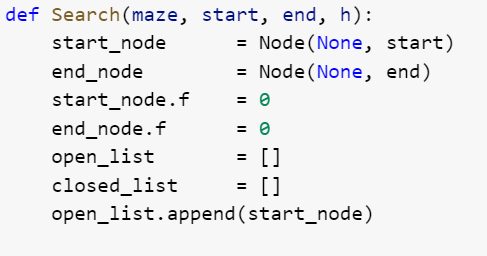 def Search(maze, start, end, h):
    start_node      = Node(None, start)
    end_node        = Node(None, end)
    start_node.f    = 0
    end_node.f      = 0
    open_list       = []
    closed_list     = []
    open_list.append(start_node)